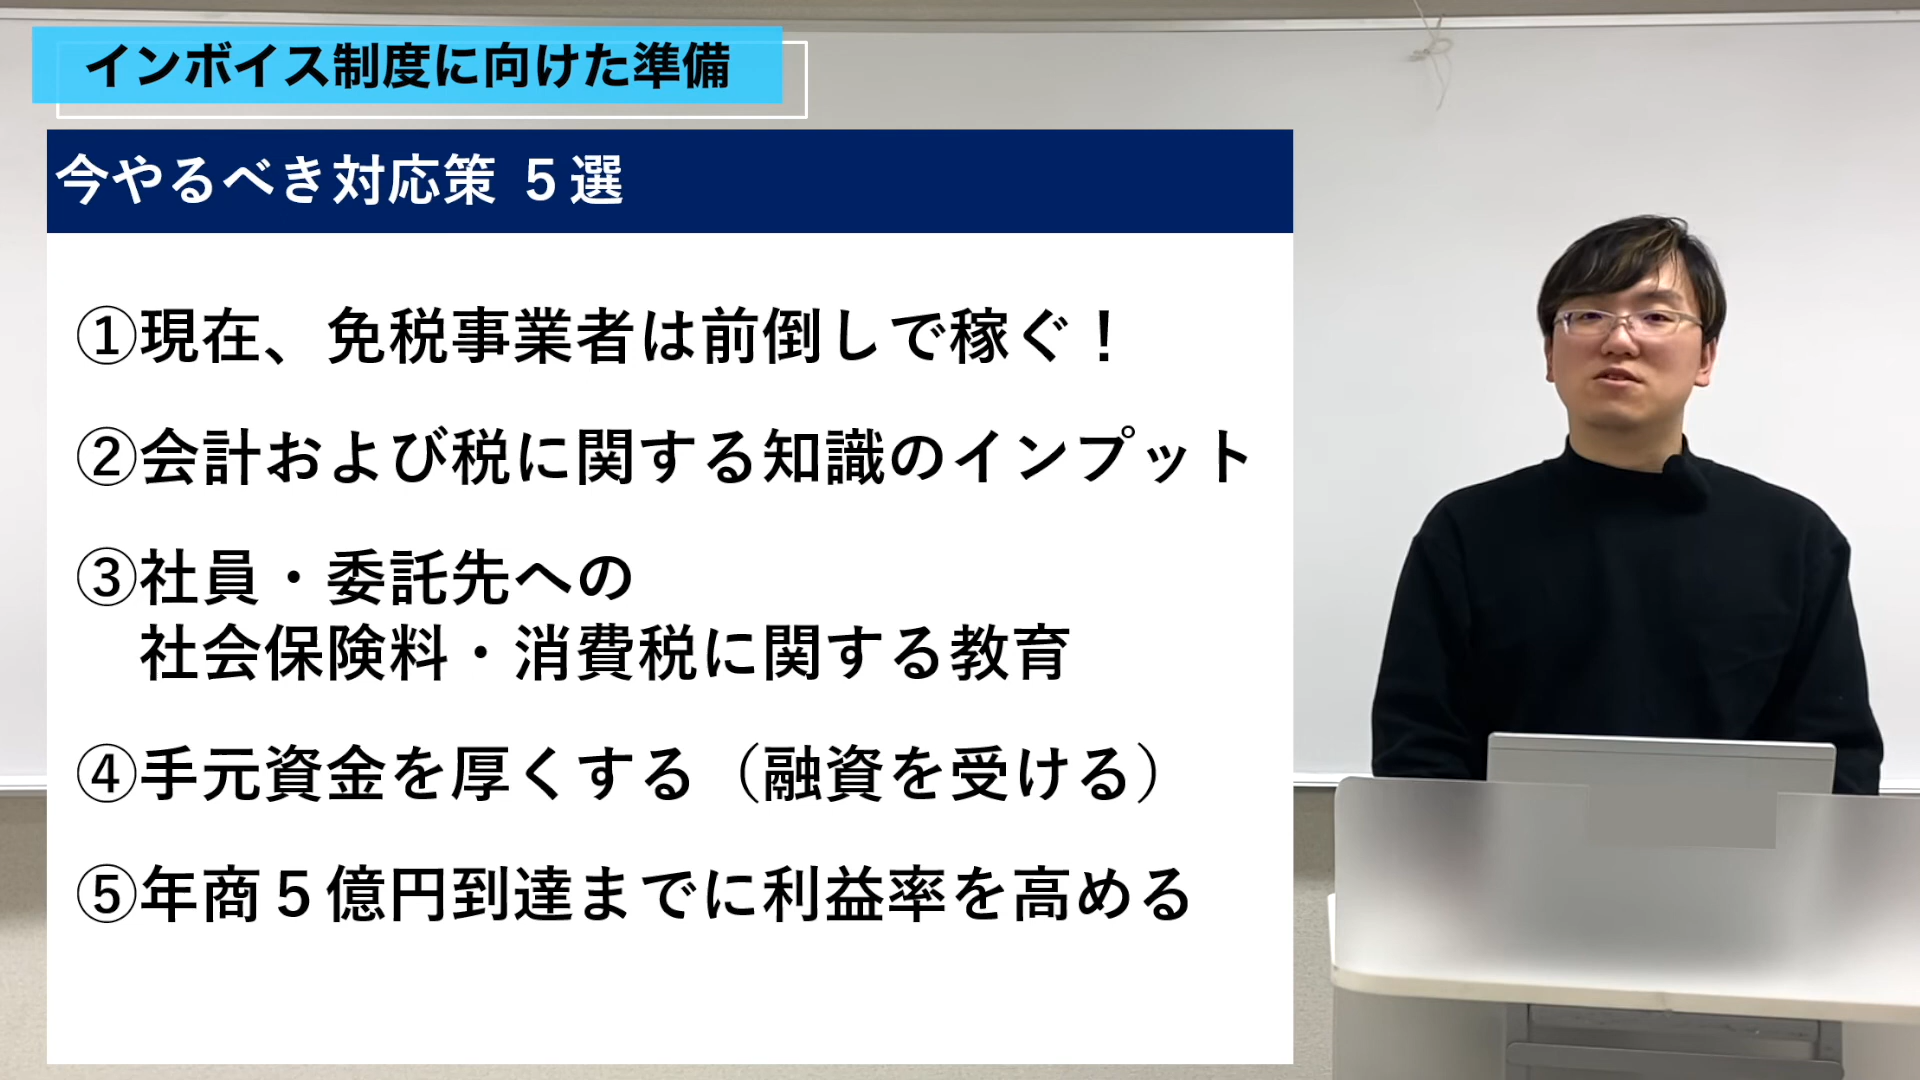 インボイス制度に向けた準備
今やるべき対応策 ５選
①現在、免税事業者は前倒しで稼ぐ！
②会計および税に関する知識のインプット
③社員・委託先への
社会保険料・消費税に関する教育
④手元資金を厚くする（融資を受ける）
⑤年商５億円到達までに利益率を高める